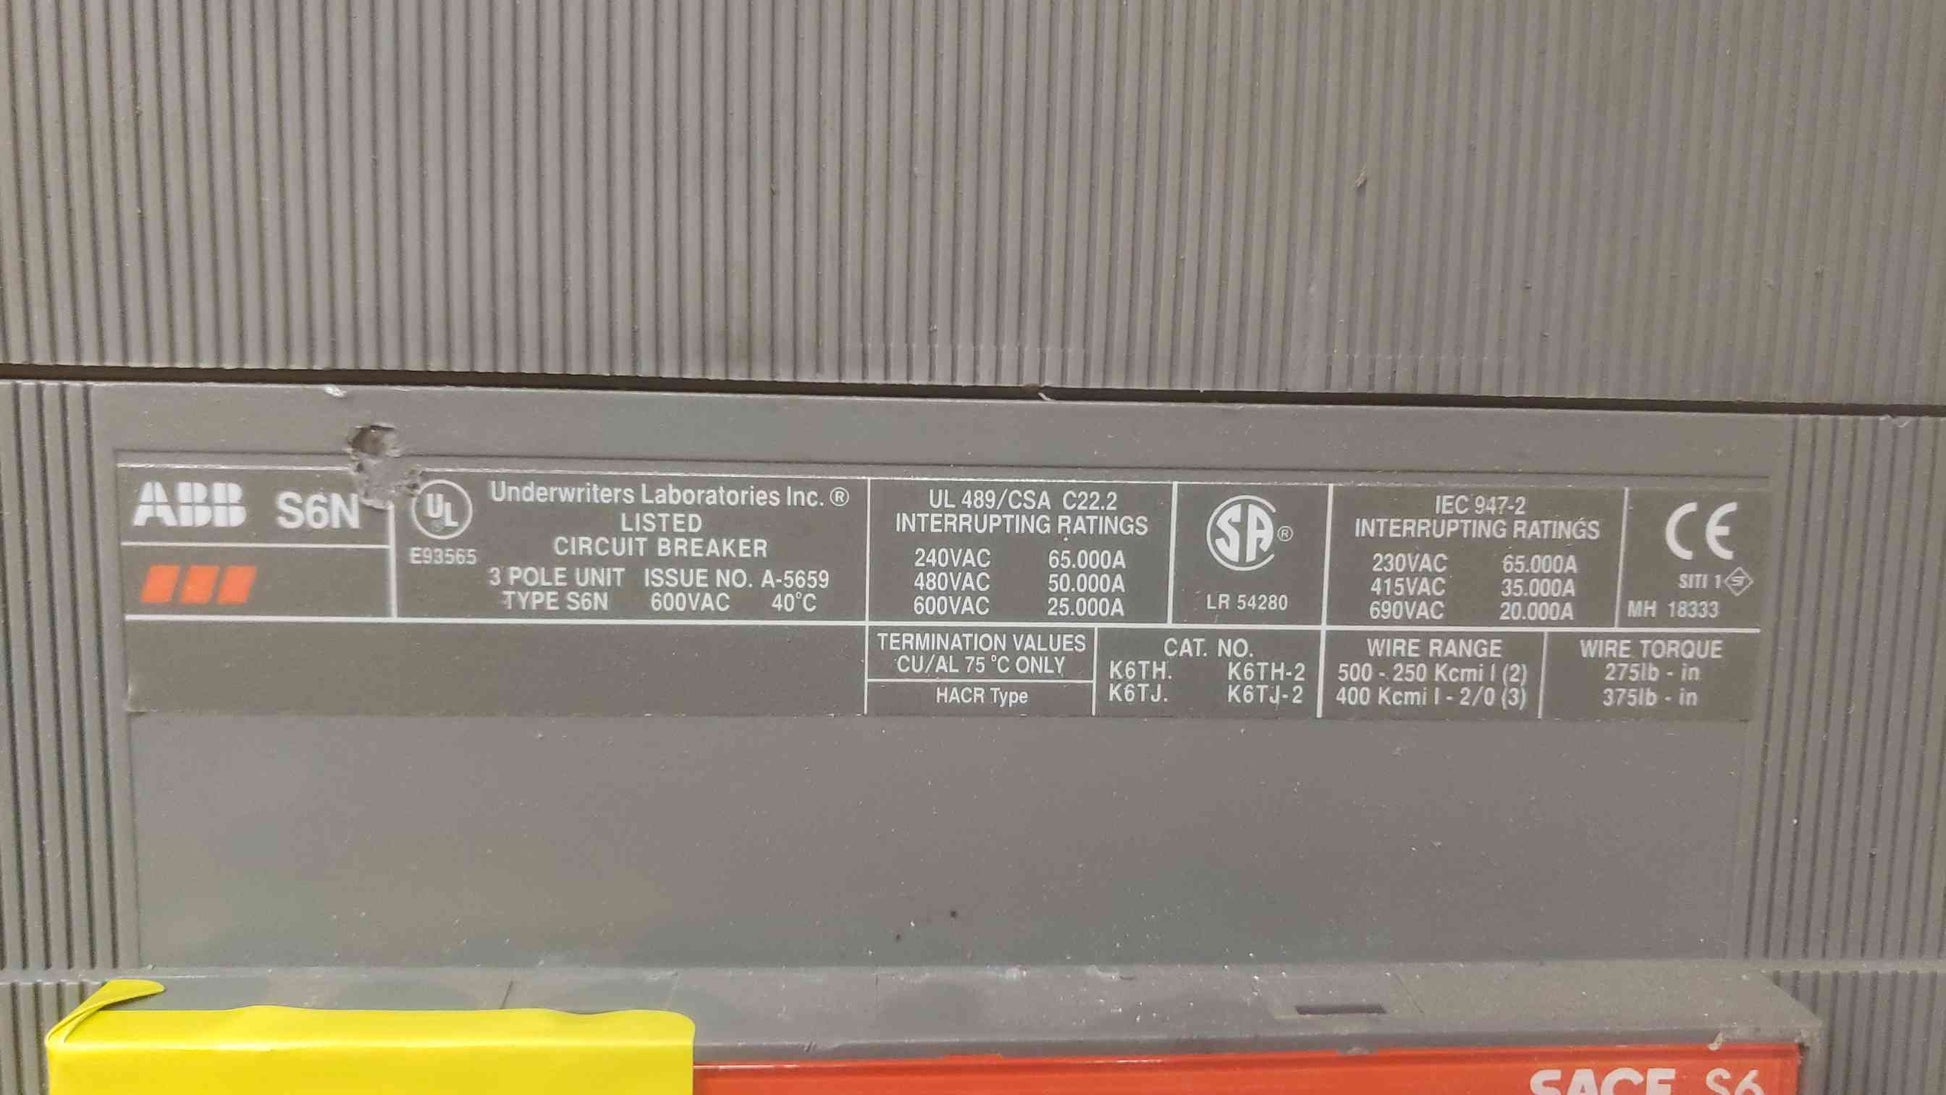 ABB S6N
UL
E93565
Underwriters Laboratories Inc. ®
LISTED
CIRCUIT BREAKER
3 POLE UNIT ISSUE NO. A-5659
TYPE S6N 600VAC 40°C
UL 489/CSA C22.2
INTERRUPTING RATINGS
240VAC 65.000A
480VAC 50.000A
600VAC 25.000A
SA ®
LR 54280
IEC 947-2
INTERRUPTING RATINGS
230VAC 65.000A
415VAC 35.000A
690VAC 20.000A
CE
SITI 1
MH 18333
TERMINATION VALUES
CU/AL 75 °C ONLY
HACR Type
CAT. NO.
K6TH. K6TH-2
K6TJ. K6TJ-2
WIRE RANGE
500 - 250 Kcmi l (2)
400 Kcmi l - 2/0 (3)
WIRE TORQUE
275lb - in
375lb - in
SACE S6